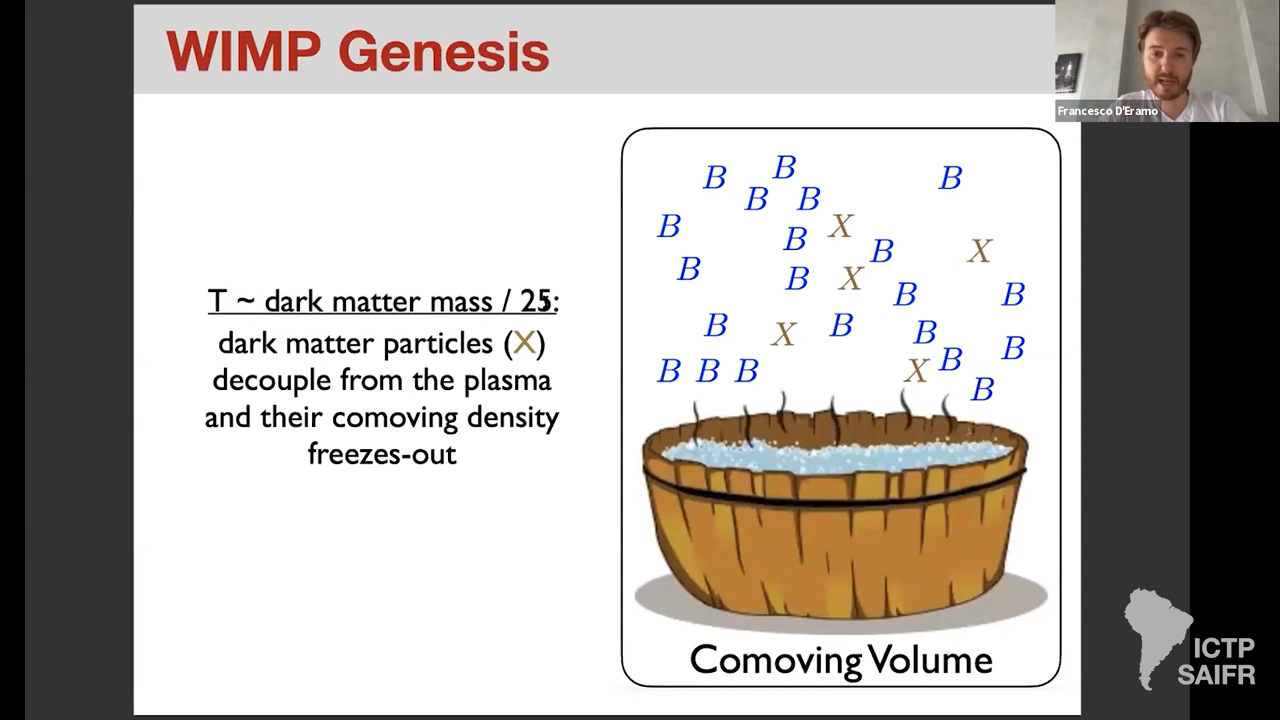 WIMP Genesis
Francesco D'Eramo
T ~ dark matter mass / 25:
dark matter particles (X)
decouple from the plasma
and their comoving density
freezes-out
B
B
B
B
B
B
X
B
B
X
B
B
X
B
B
B
X
B
B
B
B
B
B
B
X
B
B
Comoving Volume
ICTP
SAIFR